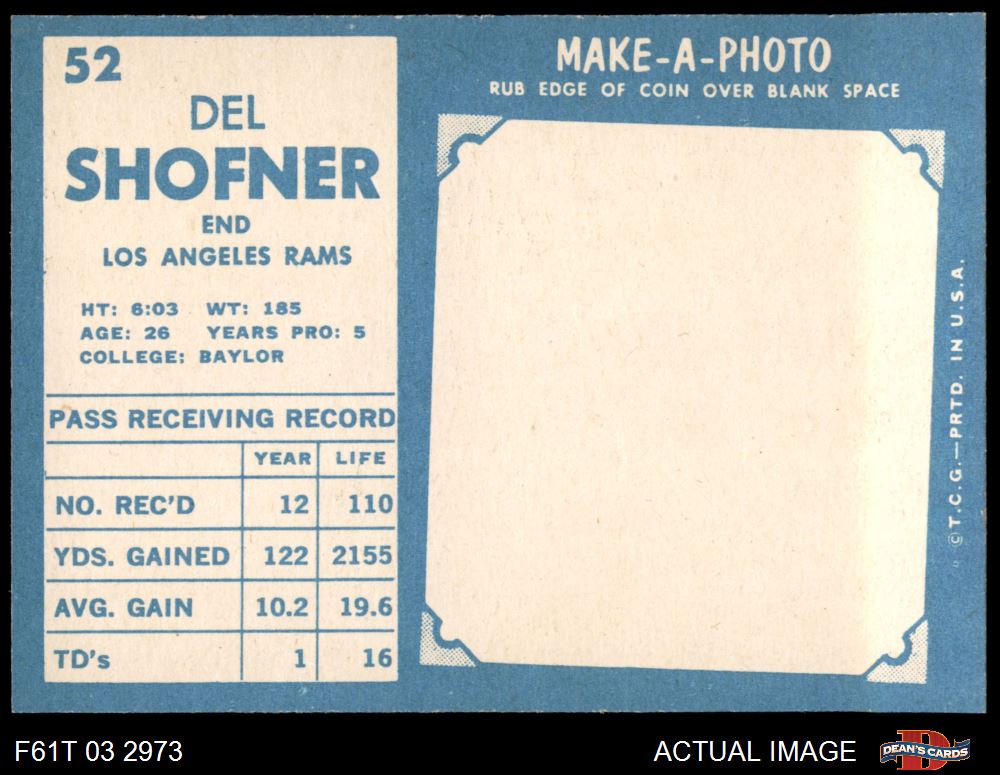 52
DEL
SHOFNER
END
LOS ANGELES RAMS
HT: 6:03 WT: 185
AGE: 26 YEARS PRO: 5
COLLEGE: BAYLOR
PASS RECEIVING RECORD
YEAR LIFE
NO. REC'D 12 110
YDS. GAINED 122 2155
AVG. GAIN 10.2 19.6
TD's 1 16
MAKE-A-PHOTO
RUB EDGE OF COIN OVER BLANK SPACE
©T.C.G.—PRTD. IN U.S.A.
F61T 03 2973
ACTUAL IMAGE
D
DEAN'S CARDS